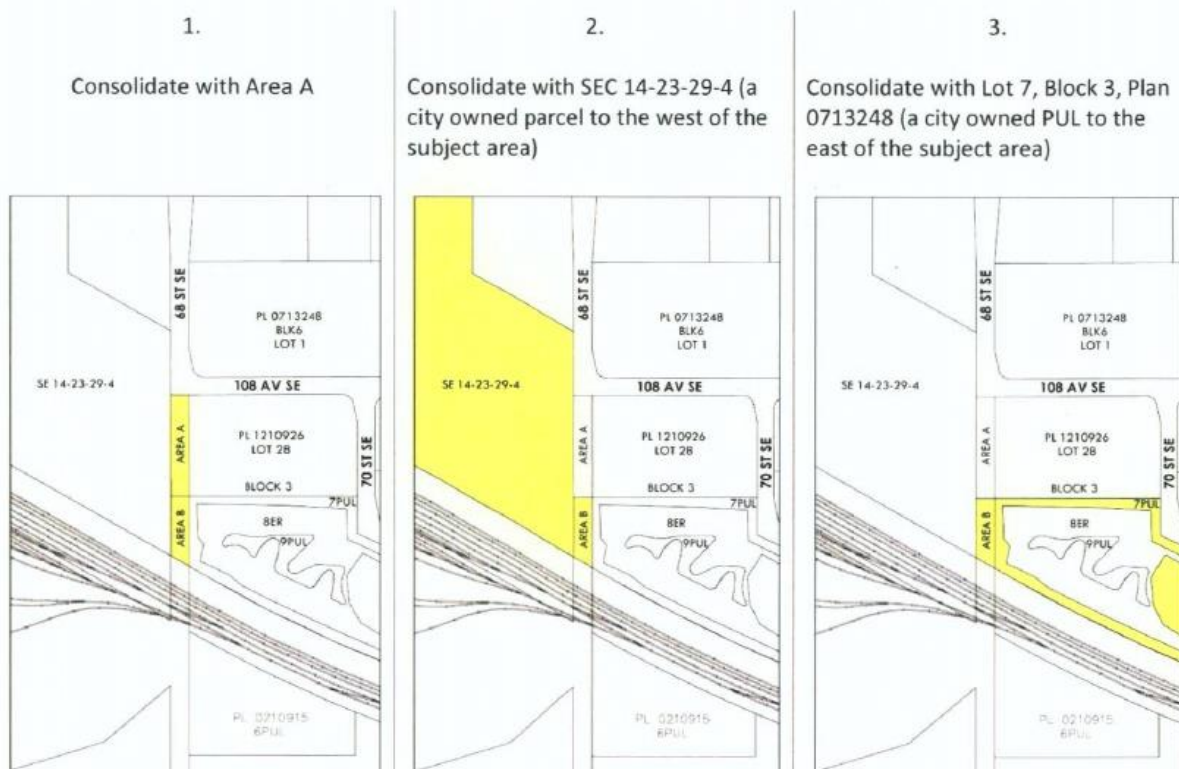 1.
Consolidate with Area A
68 ST SE
PL 0713248
BLK6
LOT 1
SE 14-23-29-4
108 AV SE
AREA A
PL 1210926
LOT 28
70 ST SE
BLOCK 3
7PUL
AREA B
8ER
9PUL
PL 0210915
6PUL
2.
Consolidate with SEC 14-23-29-4 (a
city owned parcel to the west of the
subject area)
68 ST SE
PL 0713248
BLK6
LOT 1
SE 14-23-29-4
108 AV SE
AREA A
PL 1210926
LOT 28
70 ST SE
BLOCK 3
7PUL
AREA B
8ER
9PUL
PL 0210915
6PUL
3.
Consolidate with Lot 7, Block 3, Plan
0713248 (a city owned PUL to the
east of the subject area)
68 ST SE
PL 0713248
BLK6
LOT 1
SE 14-23-29-4
108 AV SE
AREA A
PL 1210926
LOT 28
70 ST SE
BLOCK 3
7PUL
AREA B
8ER
9PUL
PL 0210915
6PUL